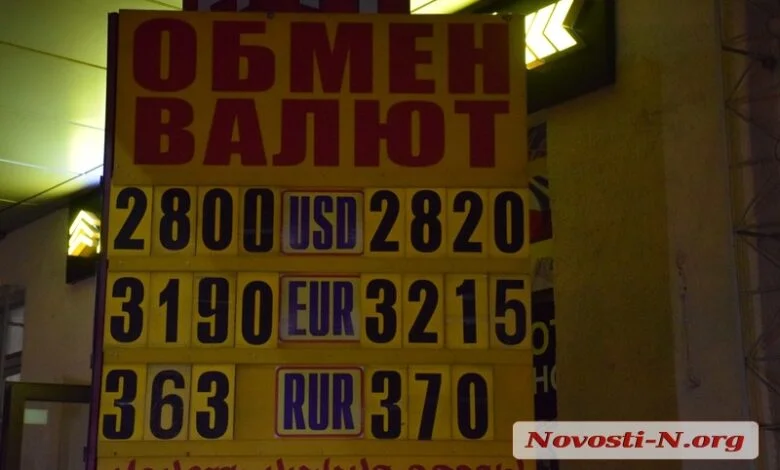 ОБМЕН
ВАЛЮТ
2800 USD 2820
3190 EUR 3215
363 RUR 370
Novosti-N.org